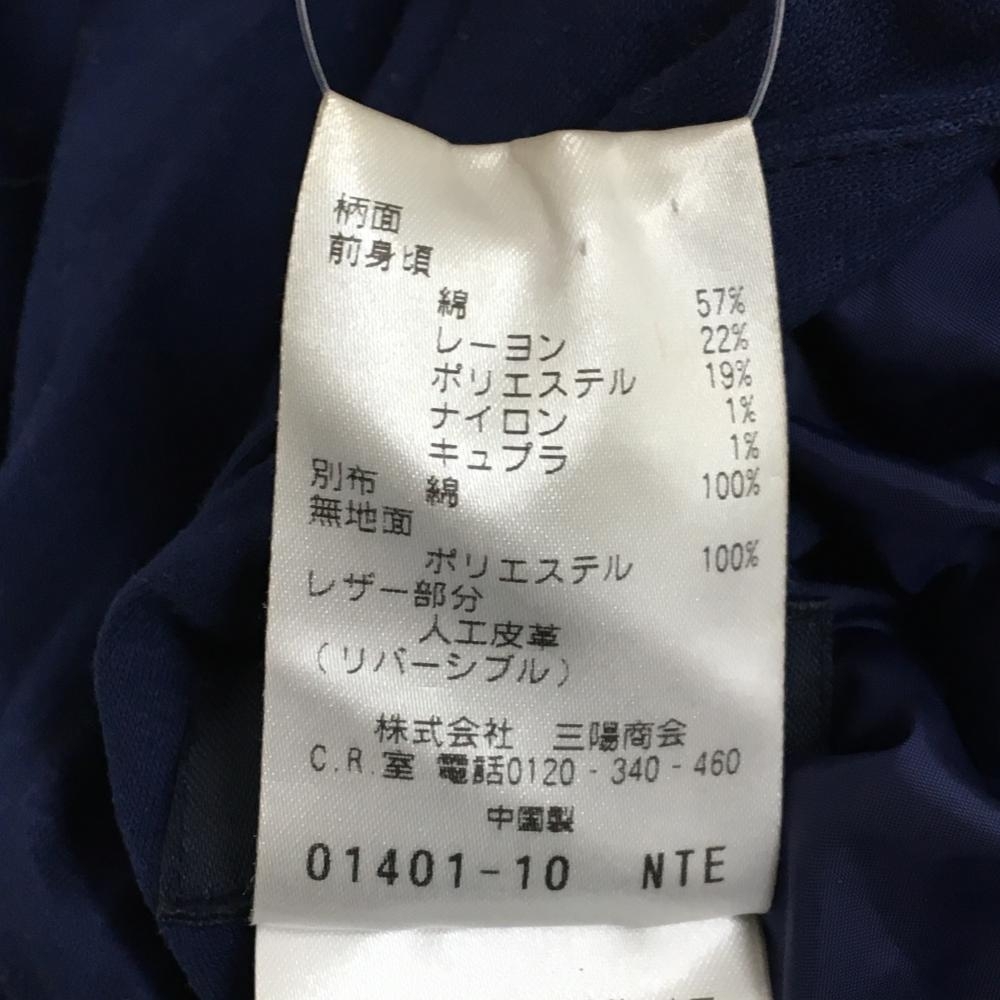 柄面
前身頃
綿 57%
レーヨン 22%
ポリエステル 19%
ナイロン 1%
キュプラ 1%
別布 綿 100%
無地面
ポリエステル 100%
レザー部分
人工皮革
(リバーシブル)
株式会社 三陽商会
C.R.室 電話0120-340-460
中国製
01401-10 NTE